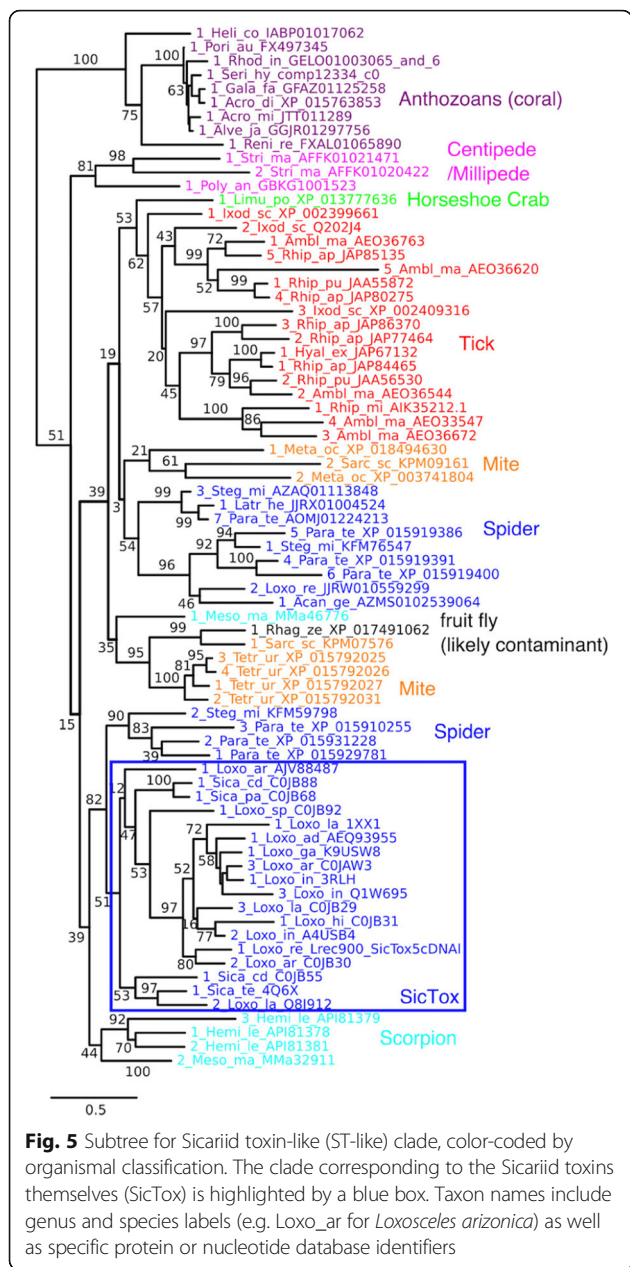 1_Heli_co_IABP01017062
1_Pori_au_FX497345
100
100
1_Rhod_in_GELO01003065_and_6
1_Seri_hy_comp12334_c0
63
1_Gala_fa_GFAZ01125258
1_Acro_di_XP_015763853
Anthozoans (coral)
75
1_Acro_mi_JTT011289
1_Alve_ja_GGJR01297756
1_Reni_re_FXAL01065890
98
1_Stri_ma_AFFK01021471
Centipede
81
2_Stri_ma_AFFK01020422
/Millipede
1_Poly_an_GBKG1001523
53
1_Limu_po_XP_013777636
Horseshoe Crab
1_Ixod_sc_XP_002399661
43
2_Ixod_sc_Q202J4
62
72
1_Ambl_ma_AEO36763
99
5_Rhip_ap_JAP85135
52
5_Ambl_ma_AEO36620
57
99
1_Rhip_pu_JAA55872
4_Rhip_ap_JAP80275
3_Ixod_sc_XP_002409316
100
3_Rhip_ap_JAP86370
97
2_Rhip_ap_JAP77464
Tick
19
20
100
1_Hyal_ex_JAP67132
1_Rhip_ap_JAP84465
79
96
2_Rhip_pu_JAA56530
45
2_Ambl_ma_AEO36544
100
1_Rhip_mi_AIK35212.1
86
4_Ambl_ma_AEO33547
3_Ambl_ma_AEO36672
51
21
1_Meta_oc_XP_018494630
61
2_Sarc_sc_KPM09161
Mite
2_Meta_oc_XP_003741804
39
3
99
3_Steg_mi_AZAQ01113848
1_Latr_he_JJRX01004524
99
7_Para_te_AOMJ01224213
54
94
5_Para_te_XP_015919386
Spider
92
1_Steg_mi_KFM76547
100
4_Para_te_XP_015919391
96
6_Para_te_XP_015919400
2_Loxo_re_JJRW010559299
46
1_Acan_ge_AZMS0102539064
1_Meso_ma_MMa46776
fruit fly
35
99
1_Rhag_ze_XP_017491062
(likely contaminant)
95
1_Sarc_sc_KPM07576
95
3_Tetr_ur_XP_015792025
81
4_Tetr_ur_XP_015792026
100
1_Tetr_ur_XP_015792027
Mite
2_Tetr_ur_XP_015792031
15
90
2_Steg_mi_KFM59798
83
3_Para_te_XP_015910255
2_Para_te_XP_015931228
Spider
39
1_Para_te_XP_015929781
82
12
1_Loxo_ar_AJV88487
100
1_Sica_cd_C0JB88
1_Sica_pa_C0JB68
47
1_Loxo_sp_C0JB92
72
1_Loxo_la_1XX1
1_Loxo_ad_AEQ93955
53
52
58
1_Loxo_ga_K9USW8
3_Loxo_ar_C0JAW3
1_Loxo_in_3RLH
51
3_Loxo_in_Q1W695
97
3_Loxo_la_C0JB29
16
1_Loxo_hi_C0JB31
39
77
2_Loxo_in_A4USB4
1_Loxo_re_Lrec900_SicTox5cDNAI
80
2_Loxo_ar_C0JB30
1_Sica_cd_C0JB55
53
97
1_Sica_te_4Q6X
SicTox
2_Loxo_la_Q8I912
92
3_Hemi_le_API81379
1_Hemi_le_API81378
Scorpion
44
70
2_Hemi_le_API81381
2_Meso_ma_MMa32911
100
0.5
Fig. 5 Subtree for Sicariid toxin-like (ST-like) clade, color-coded by
organismal classification. The clade corresponding to the Sicariid toxins
themselves (SicTox) is highlighted by a blue box. Taxon names include
genus and species labels (e.g. Loxo_ar for Loxosceles arizonica) as well
as specific protein or nucleotide database identifiers